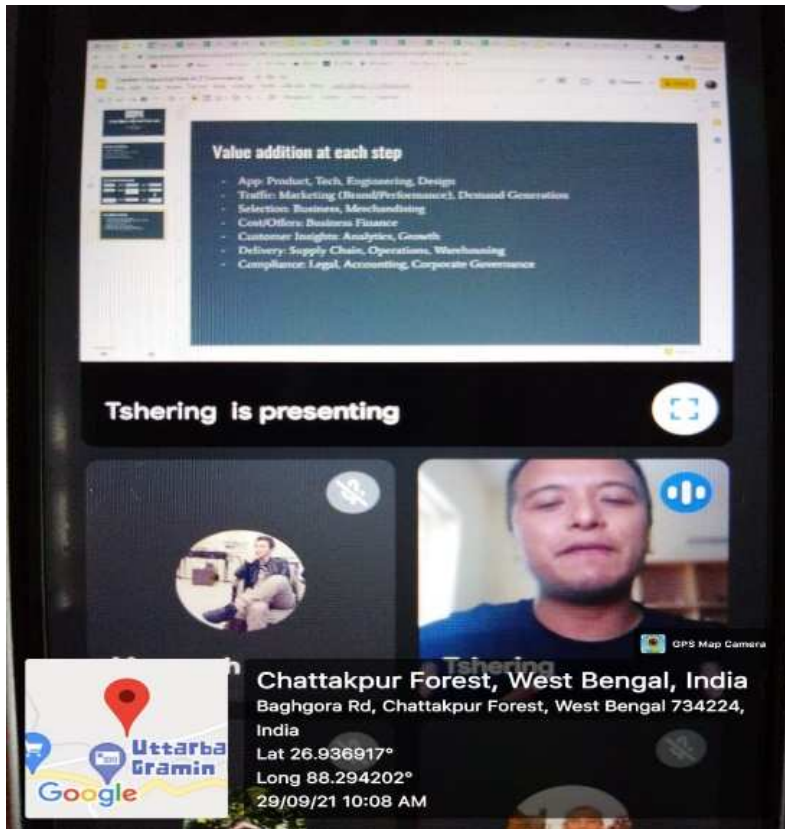 Value addition at each step
- App: Product, Tech, Engineering, Design
- Traffic: Marketing (Brand/Performance), Demand Generation
- Selection: Business, Merchandising
- Cost/Offers: Business Finance
- Customer Insights: Analytics, Growth
- Delivery: Supply Chain, Operations, Warehousing
- Compliance: Legal, Accounting, Corporate Governance
Tshering is presenting
Tshering
GPS Map Camera
Chattakpur Forest, West Bengal, India
Baghgora Rd, Chattakpur Forest, West Bengal 734224,
India
Lat 26.936917°
Long 88.294202°
29/09/21 10:08 AM
Uttarba
Gramin
Google